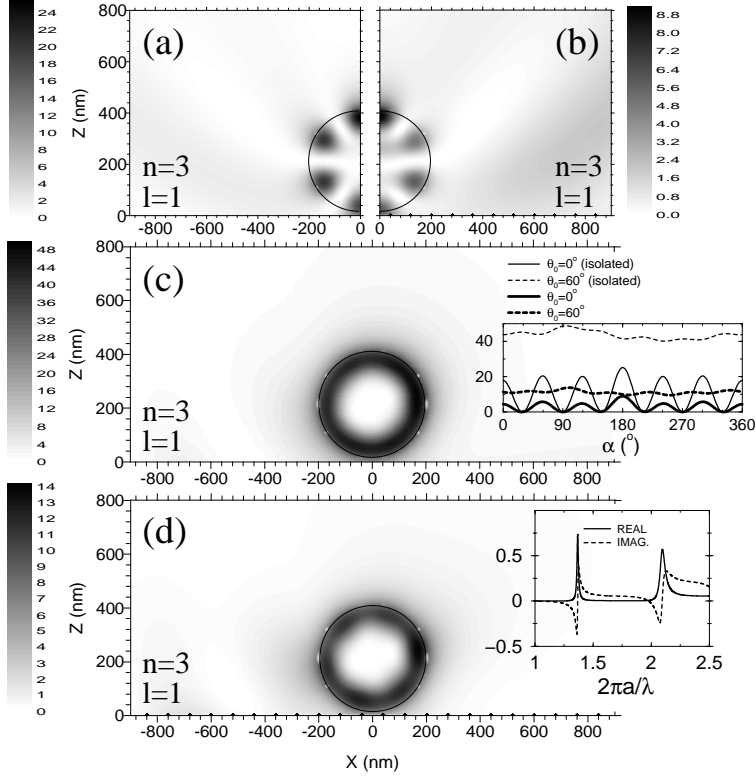 24
22
20
18
16
14
12
10
8
6
4
2
0
Z (nm)
800
600
400
200
0
(a)
n=3
l=1
−800 −600 −400 −200 0
(b)
n=3
l=1
0 200 400 600 800
8.8
8.0
7.2
6.4
5.6
4.8
4.0
3.2
2.4
1.6
0.8
0.0
48
44
40
36
32
28
24
20
16
12
8
4
0
Z (nm)
800
600
400
200
0
(c)
n=3
l=1
−800 −600 −400 −200 0 200 400 600 800
θ0=0° (isolated)
θ0=60° (isolated)
θ0=0°
θ0=60°
40
20
0
0 90 180 270 360
α (°)
14
13
12
11
10
9
8
7
6
5
4
3
2
1
0
Z (nm)
800
600
400
200
0
(d)
n=3
l=1
−800 −600 −400 −200 0 200 400 600 800
X (nm)
REAL
IMAG.
0.5
0
−0.5
1 1.5 2 2.5
2πa/λ